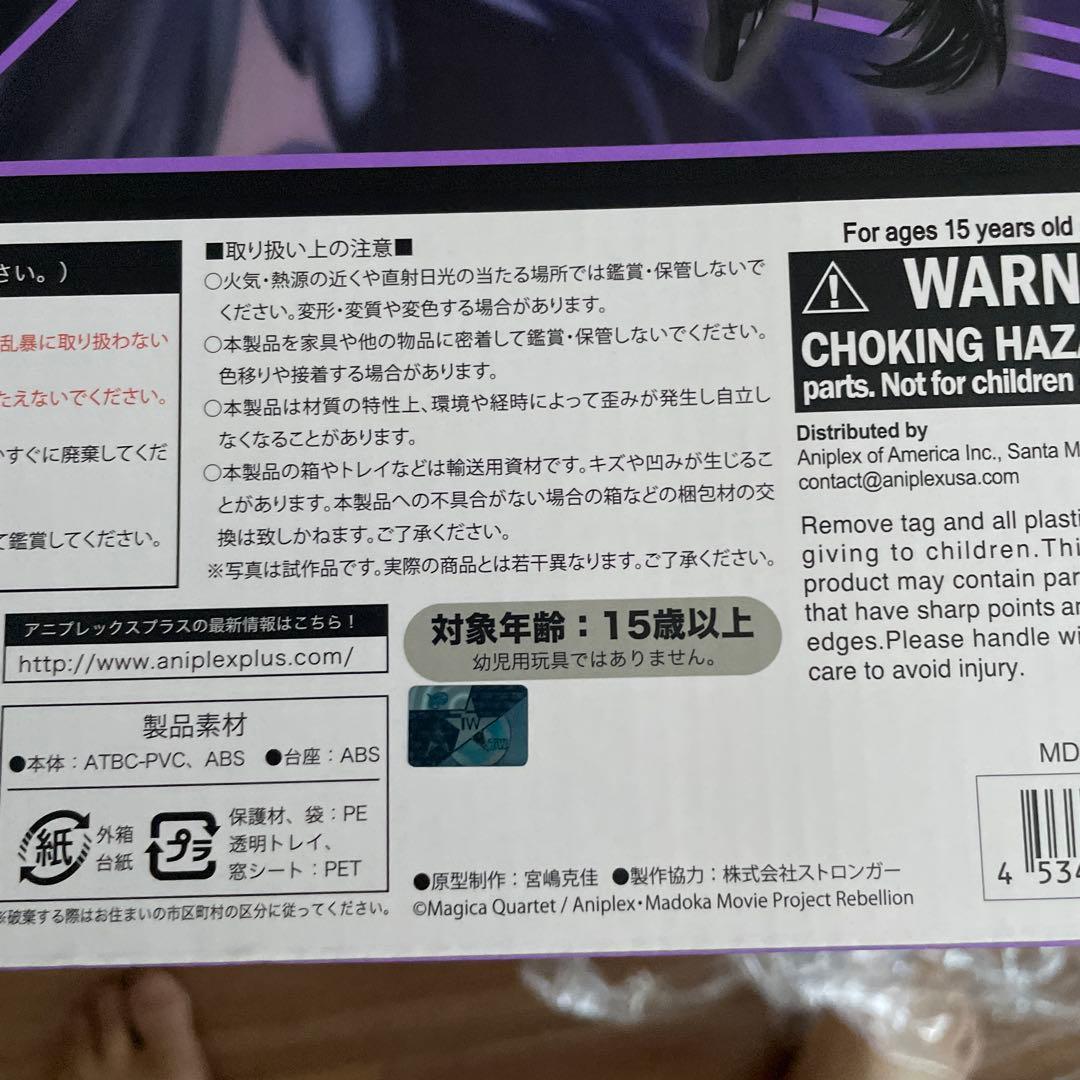 さい。）
乱暴に取り扱わない
たえないでください。
すぐに廃棄してくだ
て鑑賞してください。
■取り扱い上の注意■
○火気・熱源の近くや直射日光の当たる場所では鑑賞・保管しないで
ください。変形・変質や変色する場合があります。
○本製品を家具や他の物品に密着して鑑賞・保管しないでください。
色移りや接着する場合があります。
○本製品は材質の特性上、環境や経時によって歪みが発生し自立し
なくなることがあります。
○本製品の箱やトレイなどは輸送用資材です。キズや凹みが生じるこ
とがあります。本製品への不具合がない場合の箱などの梱包材の交
換は致しかねます。ご了承ください。
※写真は試作品です。実際の商品とは若干異なります。ご了承ください。
対象年齢：15歳以上
幼児用玩具ではありません。
IW
アニプレックスプラスの最新情報はこちら！
http://www.aniplexplus.com/
製品素材
●本体：ATBC-PVC、ABS ●台座：ABS
紙 外箱
台紙
プラ 保護材、袋：PE
透明トレイ、
窓シート：PET
※破棄する際はお住まいの市区町村の区分に従ってください。
●原型制作：宮嶋克佳 ●製作協力：株式会社ストロンガー
©Magica Quartet / Aniplex・Madoka Movie Project Rebellion
For ages 15 years old
WARN
CHOKING HAZA
parts. Not for children
Distributed by
Aniplex of America Inc., Santa M
contact@aniplexusa.com
Remove tag and all plasti
giving to children.Thi
product may contain par
that have sharp points an
edges.Please handle wi
care to avoid injury.
MD
4 534